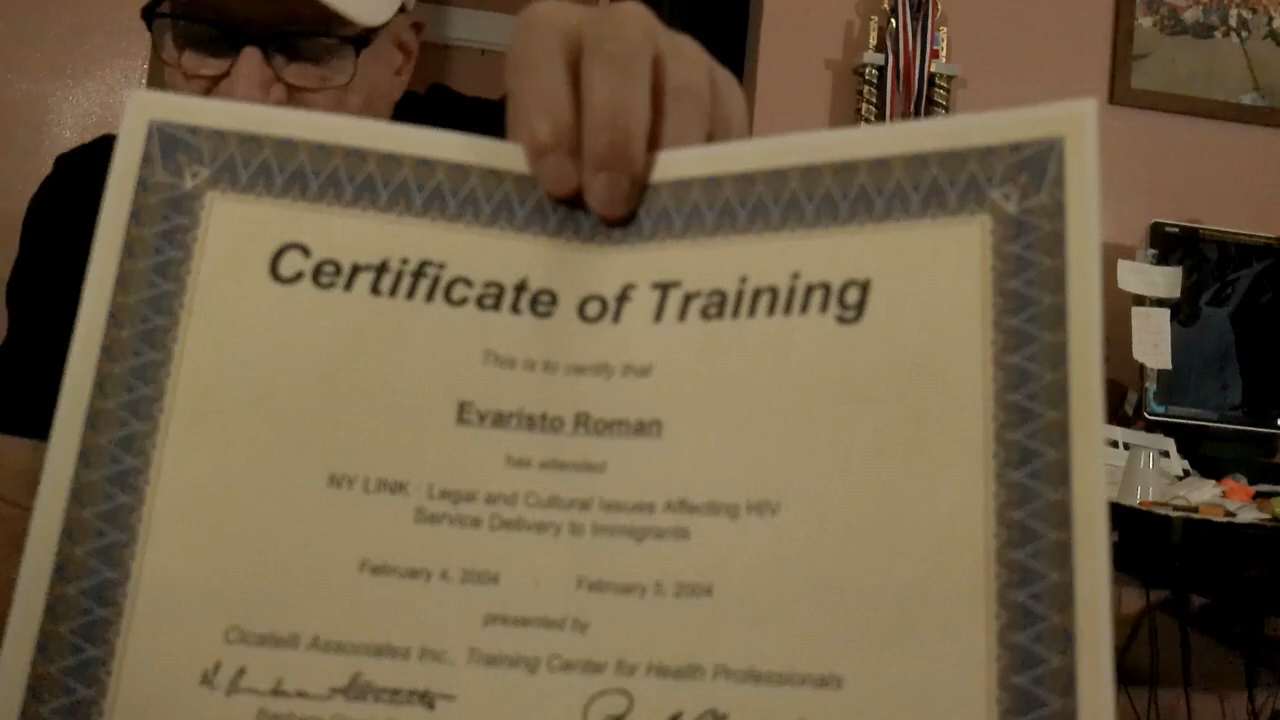 Certificate of Training
This is to certify that
Evaristo Roman
has attended
NY LINK : Legal and Cultural Issues Affecting HIV
Service Delivery to Immigrants
February 4, 2004 - February 5, 2004
presented by
Cicatelli Associates Inc., Training Center for Health Professionals